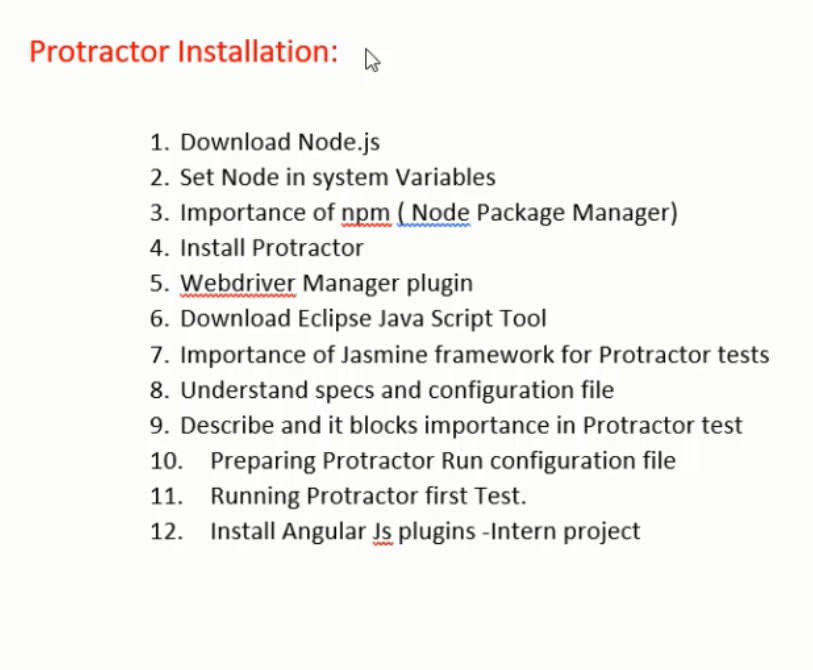 Protractor Installation:
1. Download Node.js
2. Set Node in system Variables
3. Importance of npm ( Node Package Manager)
4. Install Protractor
5. Webdriver Manager plugin
6. Download Eclipse Java Script Tool
7. Importance of Jasmine framework for Protractor tests
8. Understand specs and configuration file
9. Describe and it blocks importance in Protractor test
10. Preparing Protractor Run configuration file
11. Running Protractor first Test.
12. Install Angular Js plugins -Intern project